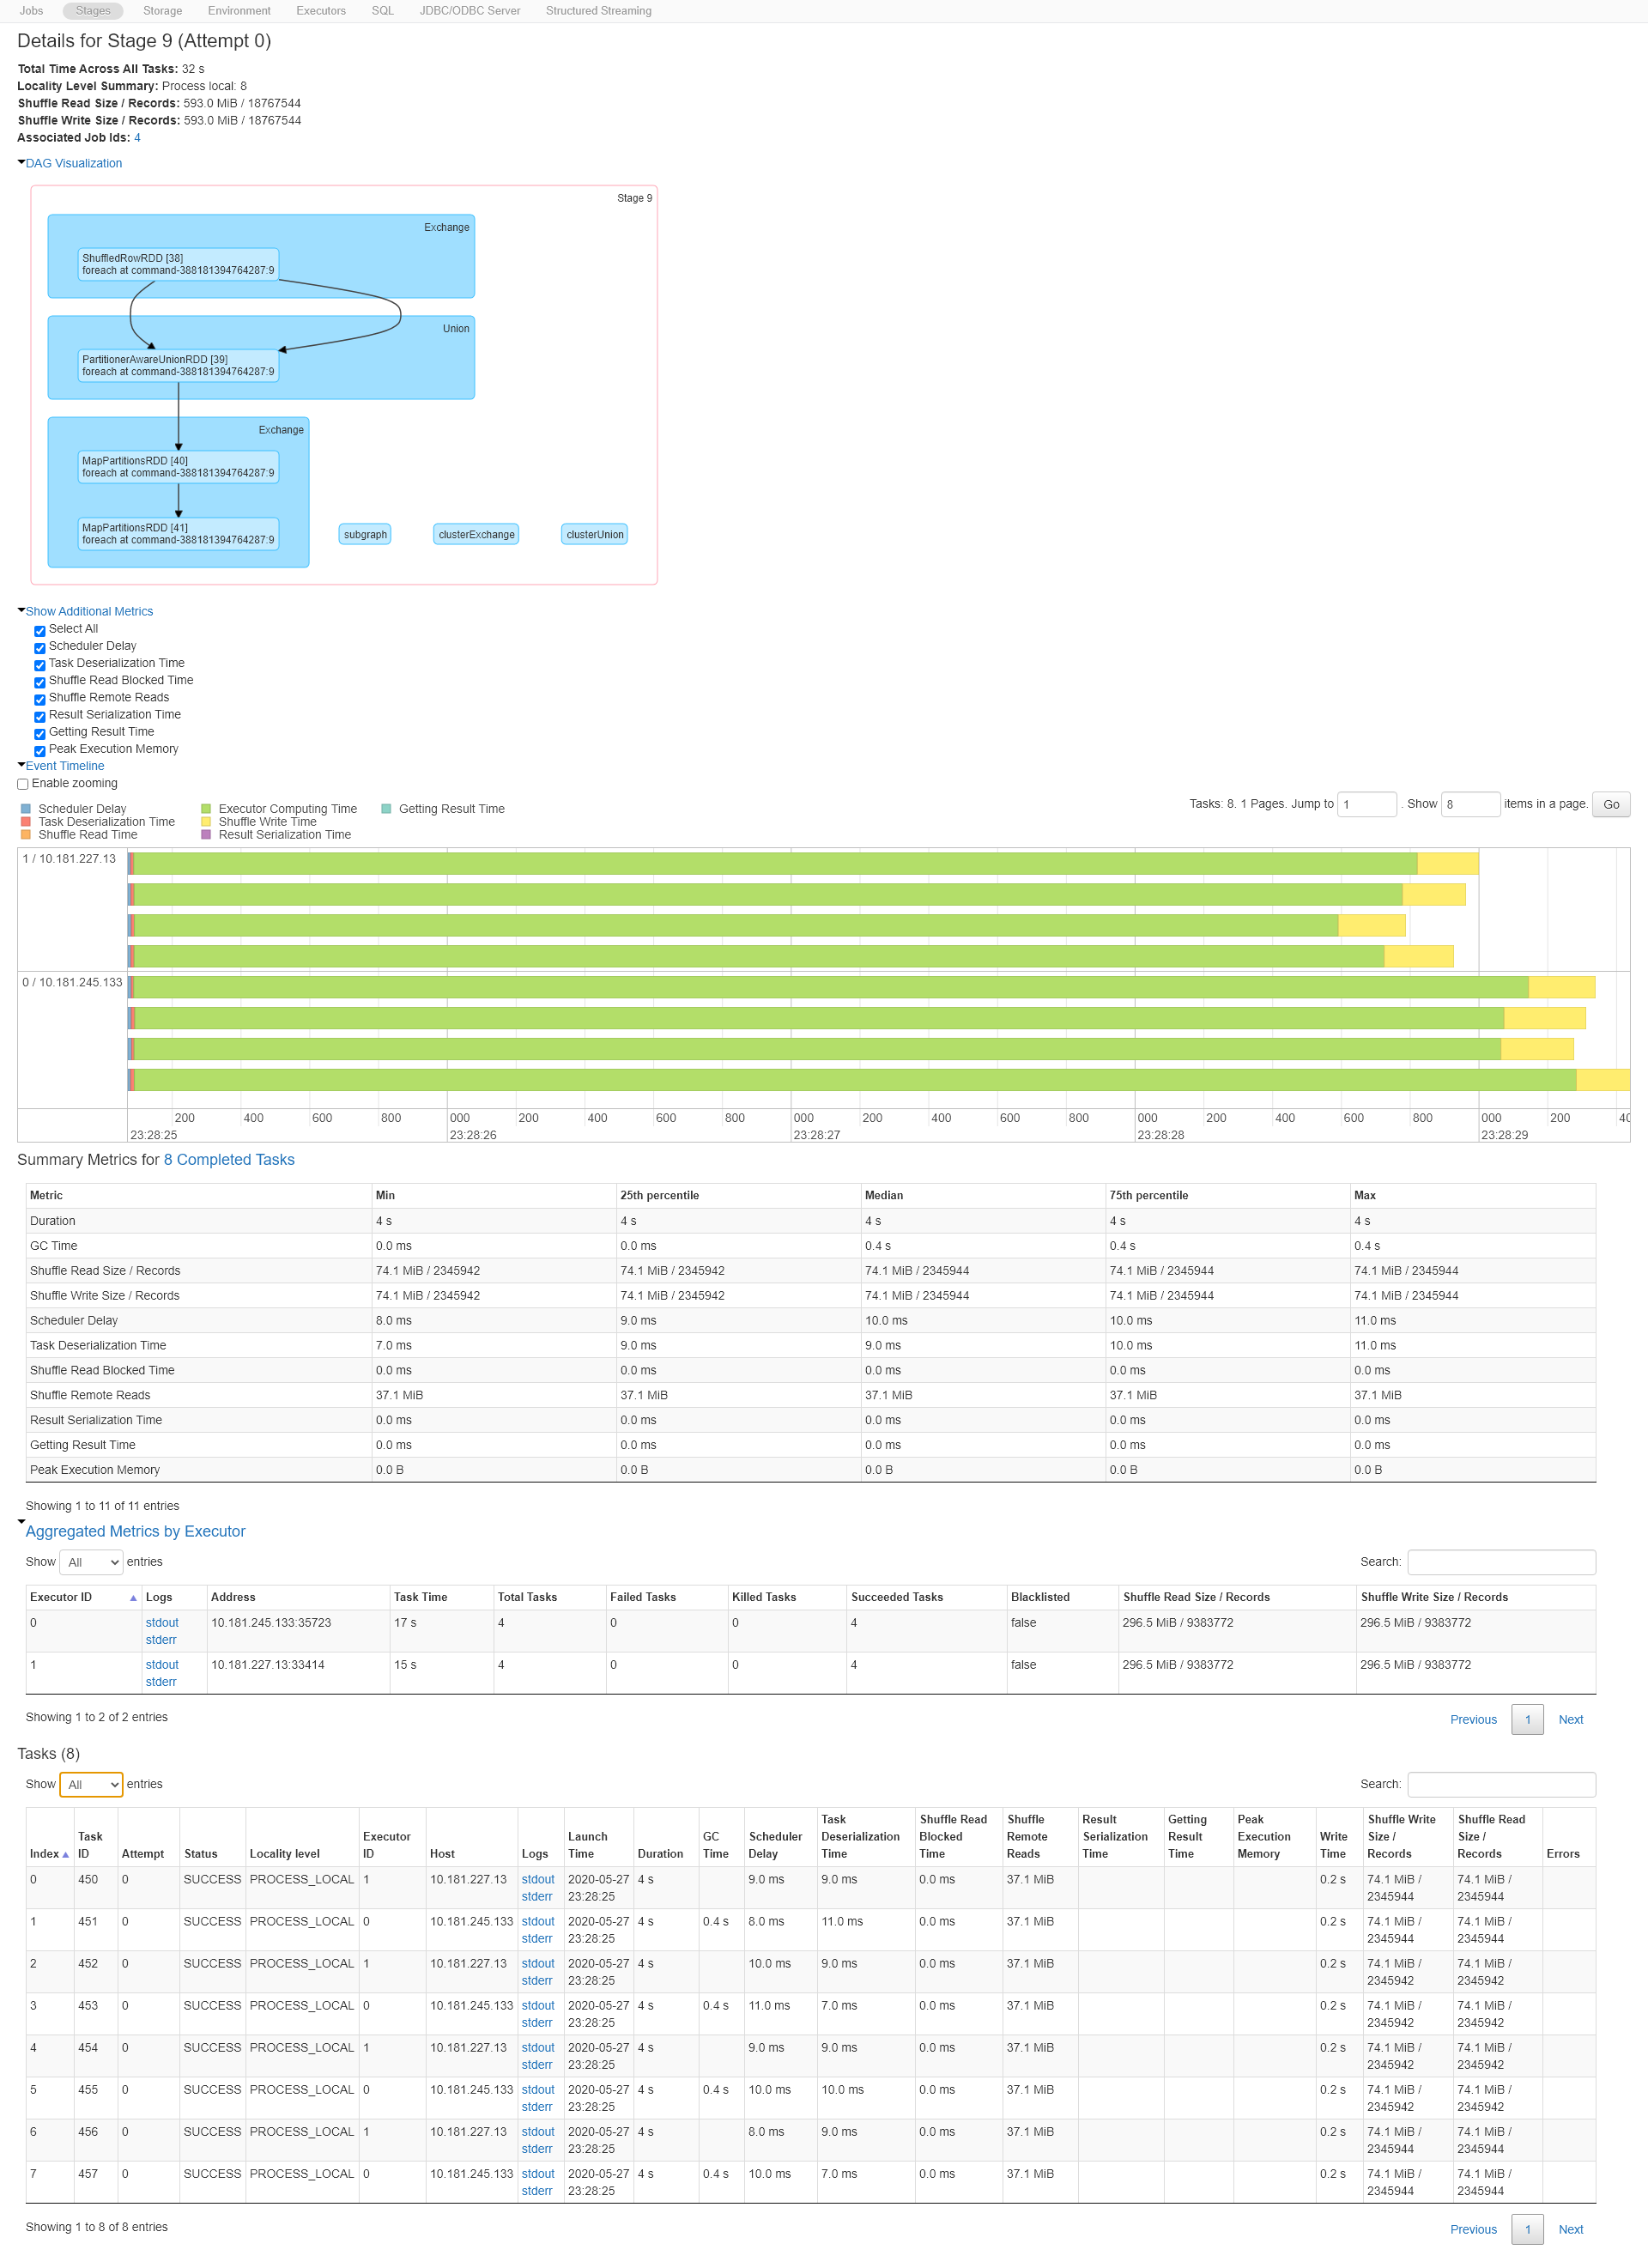 Jobs Stages Storage Environment Executors SQL JDBC/ODBC Server Structured Streaming
Details for Stage 9 (Attempt 0)
Total Time Across All Tasks: 32 s
Locality Level Summary: Process local: 8
Shuffle Read Size / Records: 593.0 MiB / 18767544
Shuffle Write Size / Records: 593.0 MiB / 18767544
Associated Job Ids: 4
DAG Visualization
Stage 9
Exchange
ShuffledRowRDD [38]
foreach at command-388181394764287:9
Union
PartitionerAwareUnionRDD [39]
foreach at command-388181394764287:9
Exchange
MapPartitionsRDD [40]
foreach at command-388181394764287:9
MapPartitionsRDD [41]
foreach at command-388181394764287:9
subgraph clusterExchange clusterUnion
Show Additional Metrics
Select All
Scheduler Delay
Task Deserialization Time
Shuffle Read Blocked Time
Shuffle Remote Reads
Result Serialization Time
Getting Result Time
Peak Execution Memory
Event Timeline
Enable zooming
Tasks: 8. 1 Pages. Jump to 1 . Show 8 items in a page. Go
Scheduler Delay Executor Computing Time Getting Result Time
Task Deserialization Time Shuffle Write Time
Shuffle Read Time Result Serialization Time
1 / 10.181.227.13
0 / 10.181.245.133
200 400 600 800 000 200 400 600 800 000 200 400 600 800 000 200 400 600 800 000 200 40
23:28:25 23:28:26 23:28:27 23:28:28 23:28:29
Summary Metrics for 8 Completed Tasks
Metric Min 25th percentile Median 75th percentile Max
Duration 4 s 4 s 4 s 4 s 4 s
GC Time 0.0 ms 0.0 ms 0.4 s 0.4 s 0.4 s
Shuffle Read Size / Records 74.1 MiB / 2345942 74.1 MiB / 2345942 74.1 MiB / 2345944 74.1 MiB / 2345944 74.1 MiB / 2345944
Shuffle Write Size / Records 74.1 MiB / 2345942 74.1 MiB / 2345942 74.1 MiB / 2345944 74.1 MiB / 2345944 74.1 MiB / 2345944
Scheduler Delay 8.0 ms 9.0 ms 10.0 ms 10.0 ms 11.0 ms
Task Deserialization Time 7.0 ms 9.0 ms 9.0 ms 10.0 ms 11.0 ms
Shuffle Read Blocked Time 0.0 ms 0.0 ms 0.0 ms 0.0 ms 0.0 ms
Shuffle Remote Reads 37.1 MiB 37.1 MiB 37.1 MiB 37.1 MiB 37.1 MiB
Result Serialization Time 0.0 ms 0.0 ms 0.0 ms 0.0 ms 0.0 ms
Getting Result Time 0.0 ms 0.0 ms 0.0 ms 0.0 ms 0.0 ms
Peak Execution Memory 0.0 B 0.0 B 0.0 B 0.0 B 0.0 B
Showing 1 to 11 of 11 entries
Aggregated Metrics by Executor
Show All entries Search:
Executor ID Logs Address Task Time Total Tasks Failed Tasks Killed Tasks Succeeded Tasks Blacklisted Shuffle Read Size / Records Shuffle Write Size / Records
0 stdout 10.181.245.133:35723 17 s 4 0 0 4 false 296.5 MiB / 9383772 296.5 MiB / 9383772
stderr
1 stdout 10.181.227.13:33414 15 s 4 0 0 4 false 296.5 MiB / 9383772 296.5 MiB / 9383772
stderr
Showing 1 to 2 of 2 entries Previous 1 Next
Tasks (8)
Show All entries Search:
Task Shuffle Read Shuffle Result Getting Peak Shuffle Write Shuffle Read
Task Executor Launch GC Scheduler Deserialization Blocked Remote Serialization Result Execution Write Size / Size /
Index ID Attempt Status Locality level ID Host Logs Time Duration Time Delay Time Time Reads Time Time Memory Time Records Records Errors
0 450 0 SUCCESS PROCESS_LOCAL 1 10.181.227.13 stdout 2020-05-27 4 s 9.0 ms 9.0 ms 0.0 ms 37.1 MiB 0.2 s 74.1 MiB / 74.1 MiB /
stderr 23:28:25 2345944 2345944
1 451 0 SUCCESS PROCESS_LOCAL 0 10.181.245.133 stdout 2020-05-27 4 s 0.4 s 8.0 ms 11.0 ms 0.0 ms 37.1 MiB 0.2 s 74.1 MiB / 74.1 MiB /
stderr 23:28:25 2345944 2345944
2 452 0 SUCCESS PROCESS_LOCAL 1 10.181.227.13 stdout 2020-05-27 4 s 10.0 ms 9.0 ms 0.0 ms 37.1 MiB 0.2 s 74.1 MiB / 74.1 MiB /
stderr 23:28:25 2345942 2345942
3 453 0 SUCCESS PROCESS_LOCAL 0 10.181.245.133 stdout 2020-05-27 4 s 0.4 s 11.0 ms 7.0 ms 0.0 ms 37.1 MiB 0.2 s 74.1 MiB / 74.1 MiB /
stderr 23:28:25 2345942 2345942
4 454 0 SUCCESS PROCESS_LOCAL 1 10.181.227.13 stdout 2020-05-27 4 s 9.0 ms 9.0 ms 0.0 ms 37.1 MiB 0.2 s 74.1 MiB / 74.1 MiB /
stderr 23:28:25 2345942 2345942
5 455 0 SUCCESS PROCESS_LOCAL 0 10.181.245.133 stdout 2020-05-27 4 s 0.4 s 10.0 ms 10.0 ms 0.0 ms 37.1 MiB 0.2 s 74.1 MiB / 74.1 MiB /
stderr 23:28:25 2345942 2345942
6 456 0 SUCCESS PROCESS_LOCAL 1 10.181.227.13 stdout 2020-05-27 4 s 8.0 ms 9.0 ms 0.0 ms 37.1 MiB 0.2 s 74.1 MiB / 74.1 MiB /
stderr 23:28:25 2345944 2345944
7 457 0 SUCCESS PROCESS_LOCAL 0 10.181.245.133 stdout 2020-05-27 4 s 0.4 s 10.0 ms 7.0 ms 0.0 ms 37.1 MiB 0.2 s 74.1 MiB / 74.1 MiB /
stderr 23:28:25 2345944 2345944
Showing 1 to 8 of 8 entries Previous 1 Next